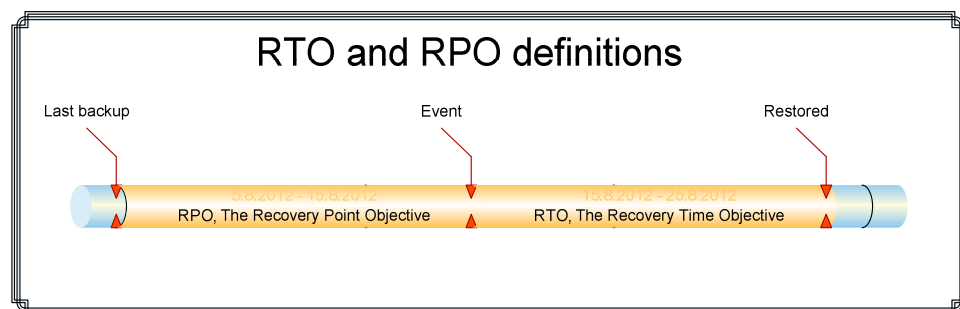 RTO and RPO definitions
Last backup
Event
Restored
5.8.2012 - 15.8.2012
15.8.2012 - 25.8.2012
RPO, The Recovery Point Objective
RTO, The Recovery Time Objective